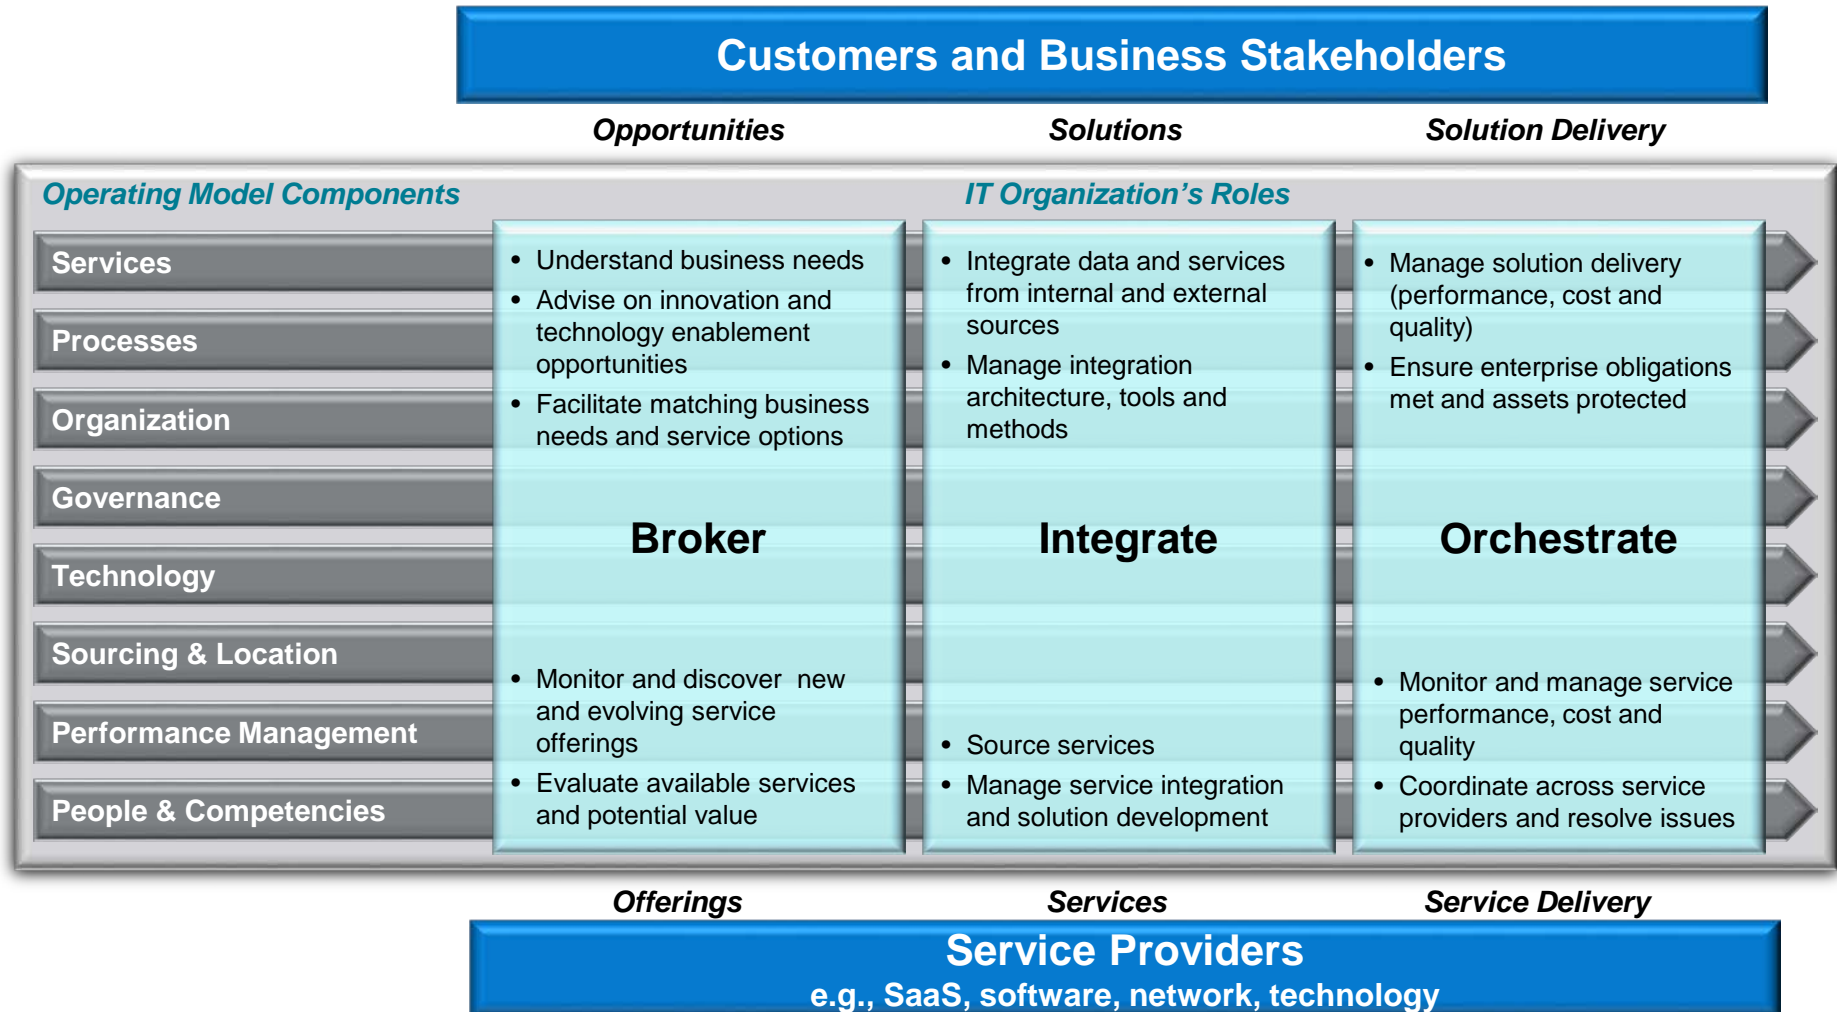 Customers and Business Stakeholders
Opportunities
Solutions
Solution Delivery
Operating Model Components
IT Organization's Roles
Services
Processes
Organization
Governance
Technology
Sourcing & Location
Performance Management
People & Competencies
• Understand business needs
• Advise on innovation and
technology enablement
opportunities
• Facilitate matching business
needs and service options
Broker
• Monitor and discover  new
and evolving service
offerings
• Evaluate available services
and potential value
• Integrate data and services
from internal and external
sources
• Manage integration
architecture, tools and
methods
Integrate
• Source services
• Manage service integration
and solution development
• Manage solution delivery
(performance, cost and
quality)
• Ensure enterprise obligations
met and assets protected
Orchestrate
• Monitor and manage service
performance, cost and
quality
• Coordinate across service
providers and resolve issues
Offerings
Services
Service Delivery
Service Providers
e.g., SaaS, software, network, technology